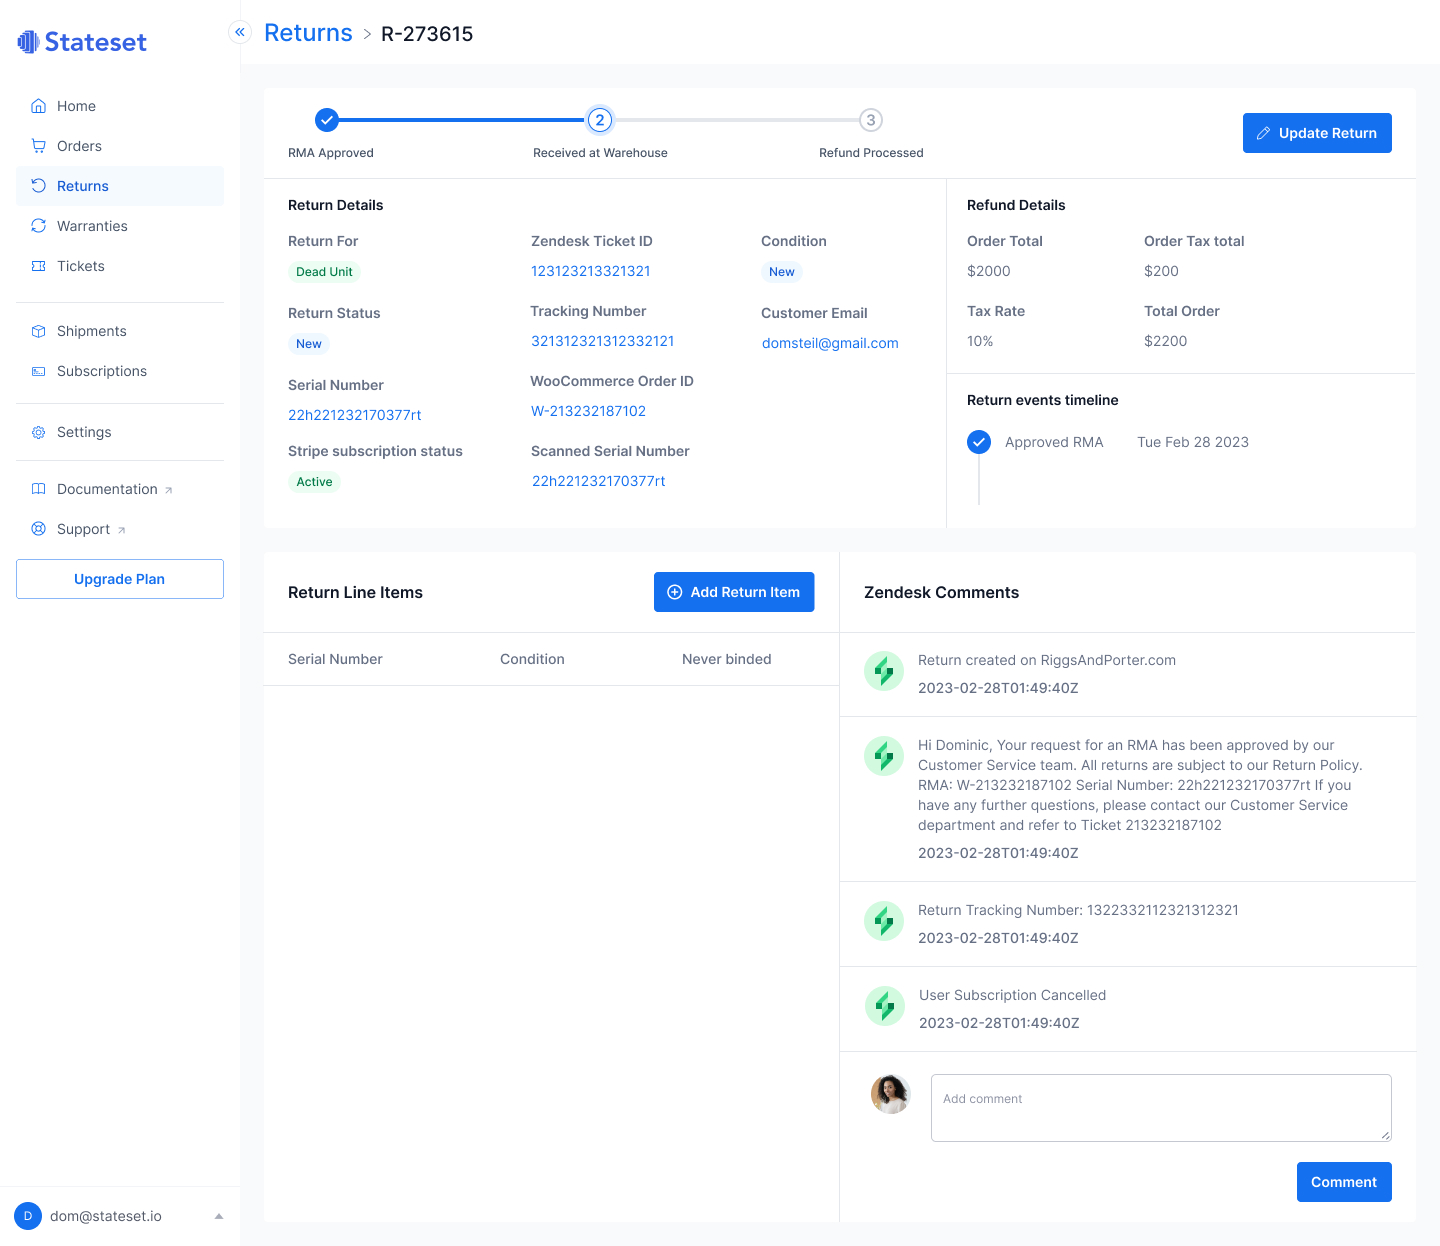 Stateset
Home
Orders
Returns
Warranties
Tickets
Shipments
Subscriptions
Settings
Documentation
Support
Upgrade Plan
D dom@stateset.io
Returns > R-273615
2 3
RMA Approved Received at Warehouse Refund Processed
Update Return
Return Details
Return For Zendesk Ticket ID Condition
Dead Unit 123123213321321 New
Return Status Tracking Number Customer Email
New 321312321312332121 domsteil@gmail.com
Serial Number WooCommerce Order ID
22h221232170377rt W-213232187102
Stripe subscription status Scanned Serial Number
Active 22h221232170377rt
Refund Details
Order Total Order Tax total
$2000 $200
Tax Rate Total Order
10% $2200
Return events timeline
Approved RMA Tue Feb 28 2023
Return Line Items Add Return Item
Serial Number Condition Never binded
Zendesk Comments
Return created on RiggsAndPorter.com
2023-02-28T01:49:40Z
Hi Dominic, Your request for an RMA has been approved by our
Customer Service team. All returns are subject to our Return Policy.
RMA: W-213232187102 Serial Number: 22h221232170377rt If you
have any further questions, please contact our Customer Service
department and refer to Ticket 213232187102
2023-02-28T01:49:40Z
Return Tracking Number: 1322332112321312321
2023-02-28T01:49:40Z
User Subscription Cancelled
2023-02-28T01:49:40Z
Add comment
Comment